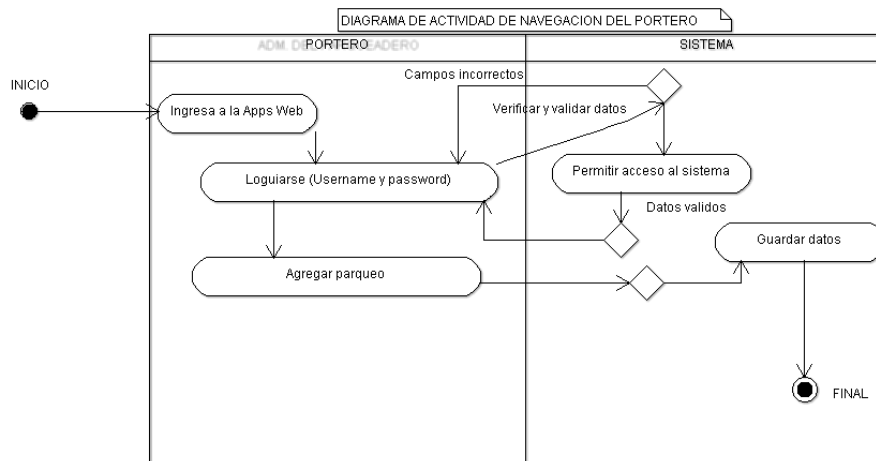 DIAGRAMA DE ACTIVIDAD DE NAVEGACION DEL PORTERO
PORTERO
SISTEMA
INICIO
Campos incorrectos
Ingresa a la Apps Web
Verificar y validar datos
Loguiarse (Username y password)
Permitir acceso al sistema
Datos validos
Guardar datos
Agregar parqueo
FINAL